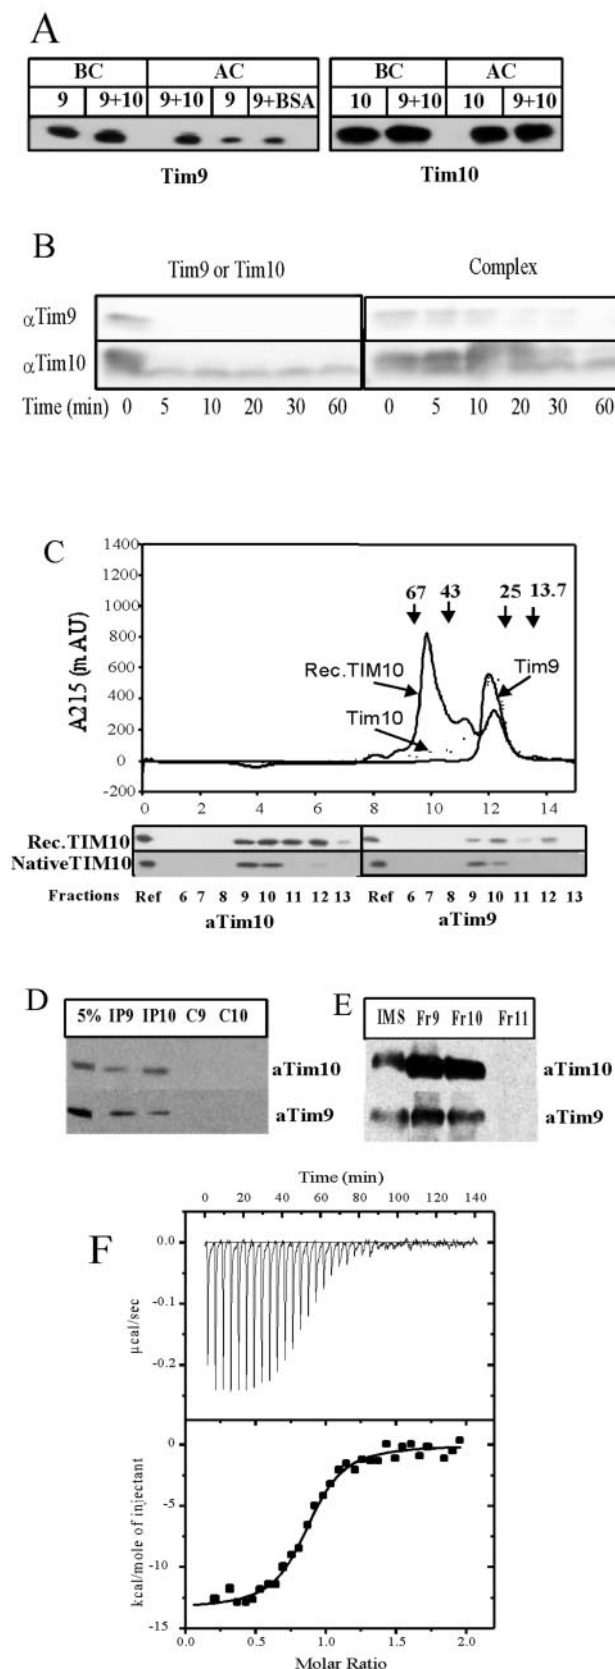 A
BC AC BC AC
9 9+10 9+10 9 9+BSA 10 9+10 10 9+10
Tim9 Tim10
B
Tim9 or Tim10 Complex
αTim9
αTim10
Time (min) 0 5 10 20 30 60 0 5 10 20 30 60
C
A215 (m.AU)
1400
1200
1000
800
600
400
200
0
-200
67 43 25 13.7
Rec.TIM10 Tim9
Tim10
0 2 4 6 8 10 12 14
Rec.TIM10
NativeTIM10
Fractions Ref 6 7 8 9 10 11 12 13 Ref 6 7 8 9 10 11 12 13
aTim10 aTim9
D
5% IP9 IP10 C9 C10
aTim10
aTim9
E
IMS Fr9 Fr10 Fr11
aTim10
aTim9
F
Time (min)
0 20 40 60 80 100 120 140
µcal/sec
0.0
-0.1
-0.2
kcal/mole of injectant
0
-5
-10
-15
0.0 0.5 1.0 1.5 2.0
Molar Ratio